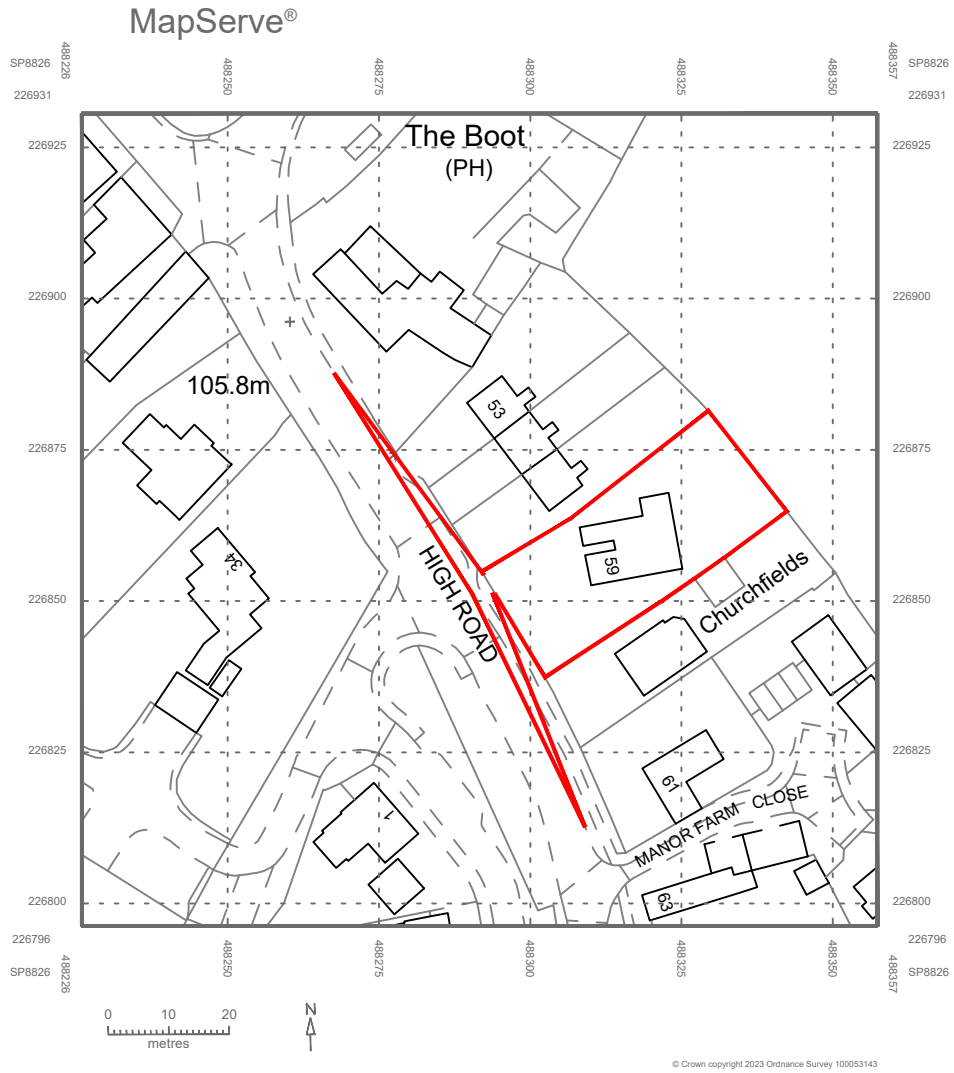 MapServe®
488226 488250 488275 488300 488325 488350 488357
SP8826 SP8826
226931 226931
The Boot
(PH)
226925 226925
226900 226900
105.8m
53
226875 226875
59
HIGH ROAD
34
Churchfields
226850 226850
226825 226825
61
1
MANOR FARM CLOSE
63
226800 226800
226796 226796
SP8826 SP8826
488226 488250 488275 488300 488325 488350 488357
0 10 20
metres
N
© Crown copyright 2023 Ordnance Survey 100053143